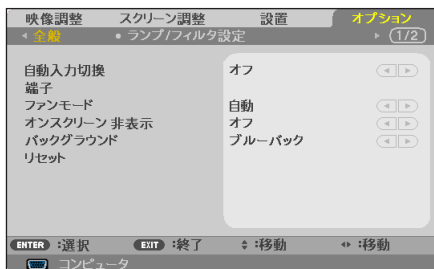 映像調整 スクリーン調整 設置 オプション
全般 ランプ/フィルタ設定 (1/2)
自動入力切換 オフ
端子
ファンモード 自動
オンスクリーン 非表示 オフ
バックグラウンド ブルーバック
リセット
ENTER :選択 EXIT :終了 :移動 :移動
コンピュータ